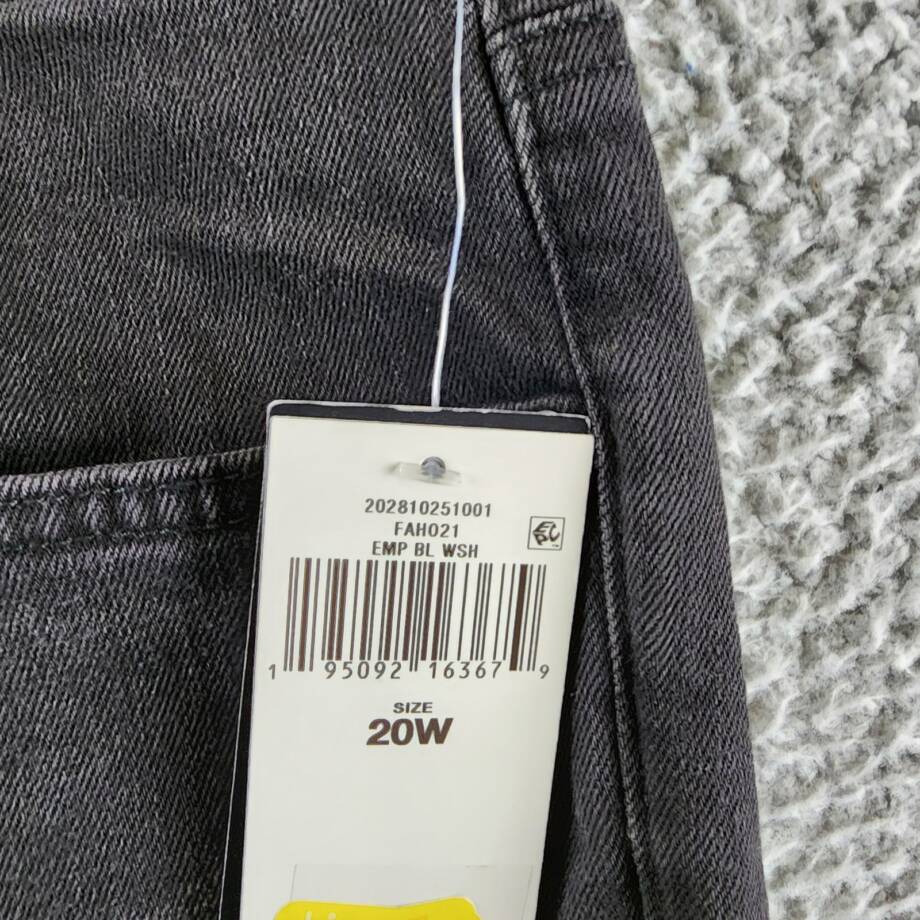 202810251001
FAH021
EMP BL WSH
1 95092 16367 9
SIZE
20W